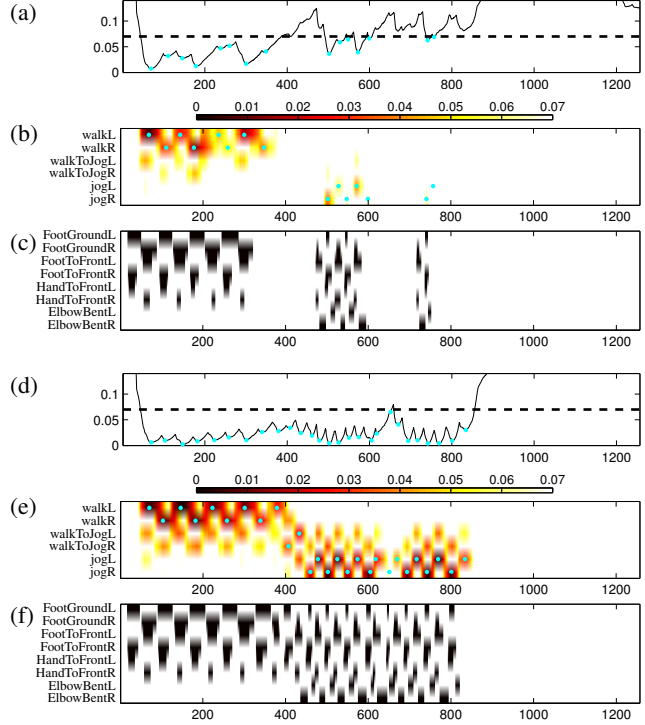 (a)
0.1
0.05
0
200 400 600 800 1000 1200
0 0.01 0.02 0.03 0.04 0.05 0.06 0.07
(b)
walkL
walkR
walkToJogL
walkToJogR
jogL
jogR
200 400 600 800 1000 1200
(c)
FootGroundL
FootGroundR
FootToFrontL
FootToFrontR
HandToFrontL
HandToFrontR
ElbowBentL
ElbowBentR
200 400 600 800 1000 1200
(d)
0.1
0.05
0
200 400 600 800 1000 1200
0 0.01 0.02 0.03 0.04 0.05 0.06 0.07
(e)
walkL
walkR
walkToJogL
walkToJogR
jogL
jogR
200 400 600 800 1000 1200
(f)
FootGroundL
FootGroundR
FootToFrontL
FootToFrontR
HandToFrontL
HandToFrontR
ElbowBentL
ElbowBentR
200 400 600 800 1000 1200